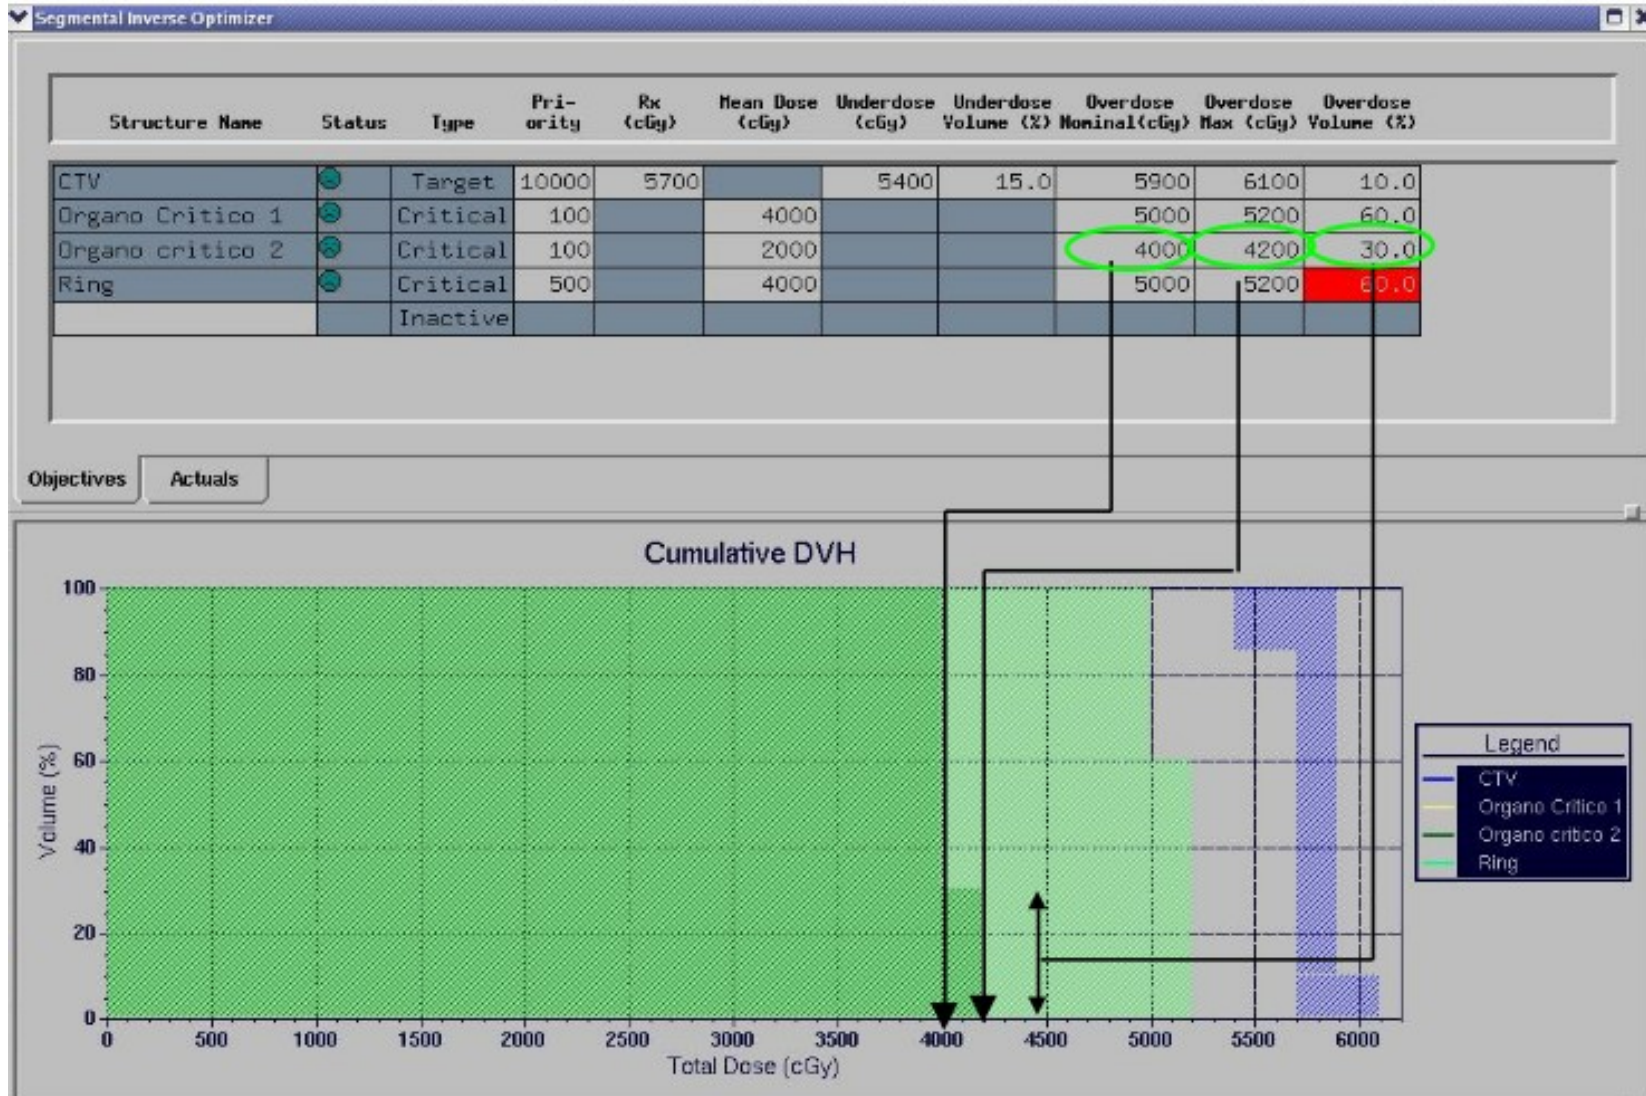 Segmental Inverse Optimizer
Structure Name Status Type Pri- ority Rx (cGy) Mean Dose (cGy) Underdose (cGy) Underdose Volume (%) Overdose Nominal(cGy) Overdose Max (cGy) Overdose Volume (%)
CTV Target 10000 5700 5400 15.0 5900 6100 10.0
Organo Critico 1 Critical 100 4000 5000 5200 60.0
Organo critico 2 Critical 100 2000 4000 4200 30.0
Ring Critical 500 4000 5000 5200 60.0
Inactive
Objectives Actuals
Cumulative DVH
100
80
60
40
20
0
Volume (%)
0 500 1000 1500 2000 2500 3000 3500 4000 4500 5000 5500 6000
Total Dose (cGy)
Legend
CTV
Organo Critico 1
Organo critico 2
Ring